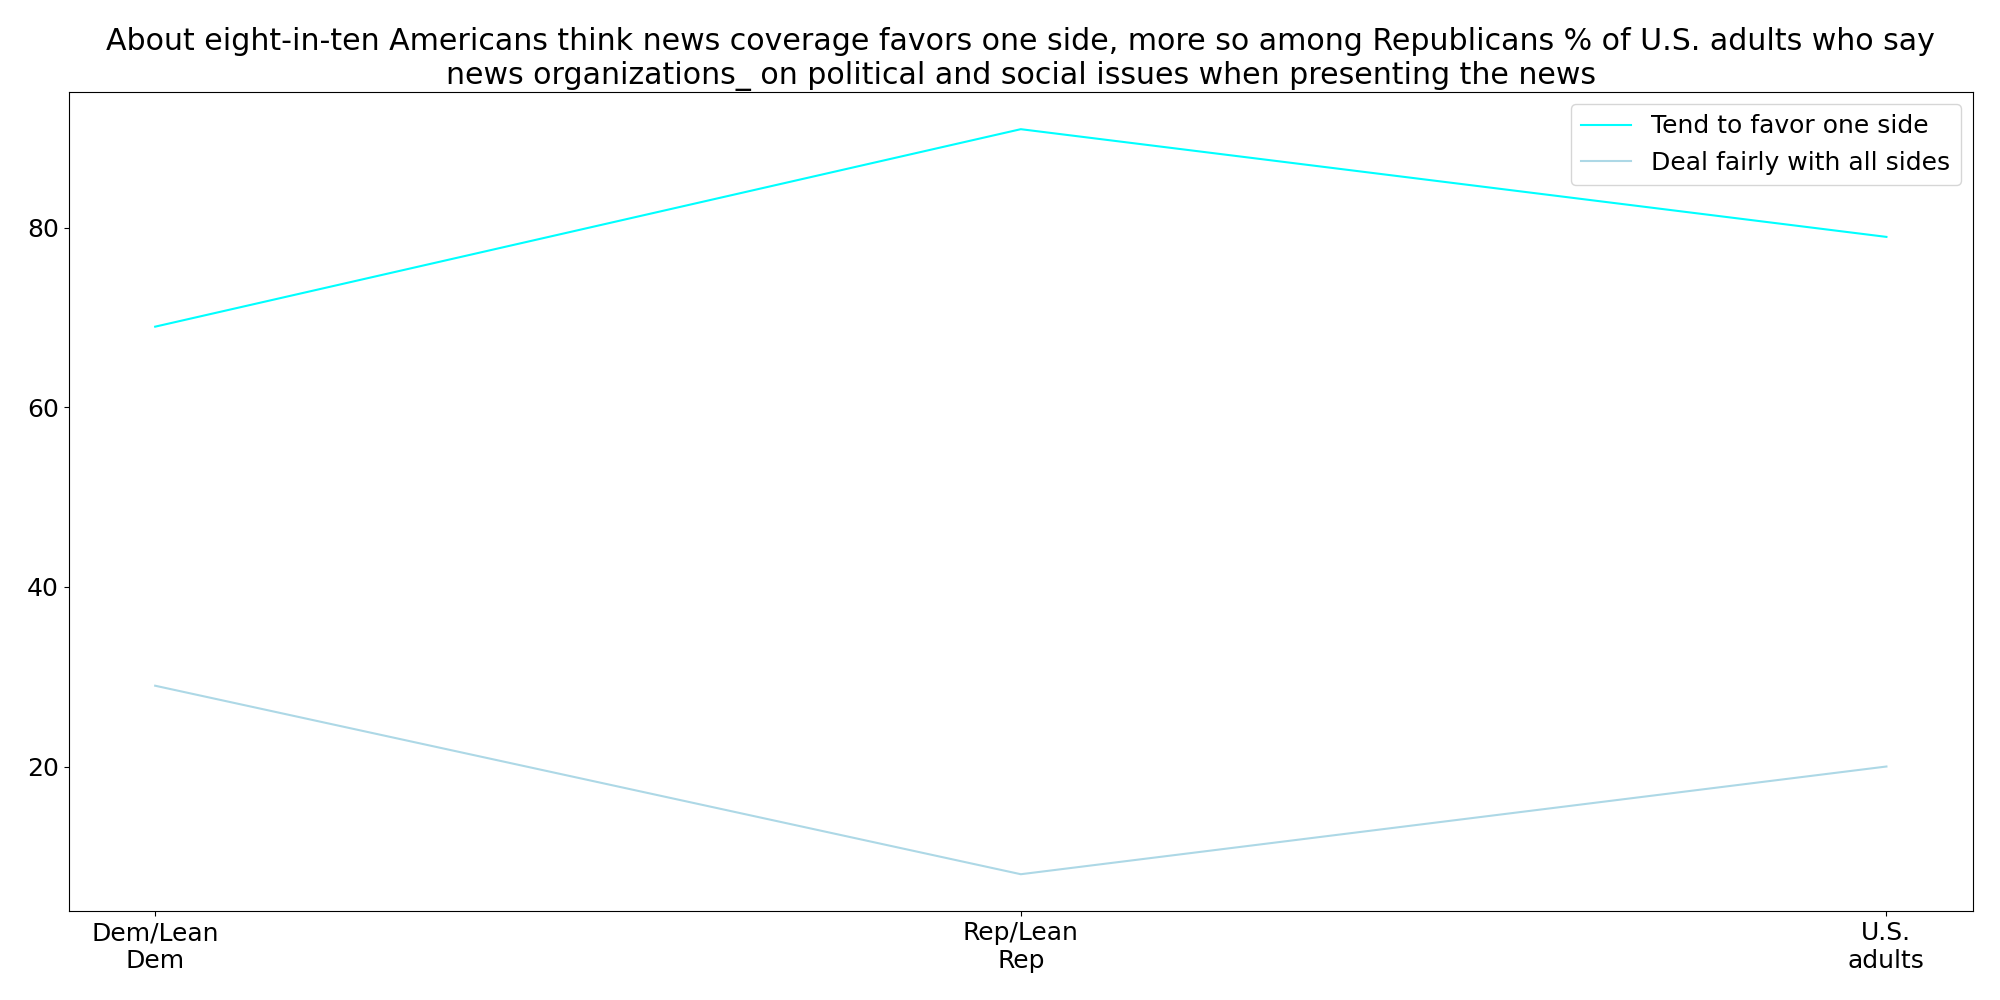 About eight-in-ten Americans think news coverage favors one side, more so among Republicans % of U.S. adults who say
news organizations_ on political and social issues when presenting the news
Tend to favor one side
Deal fairly with all sides
80
60
40
20
Dem/Lean
Dem
Rep/Lean
Rep
U.S.
adults